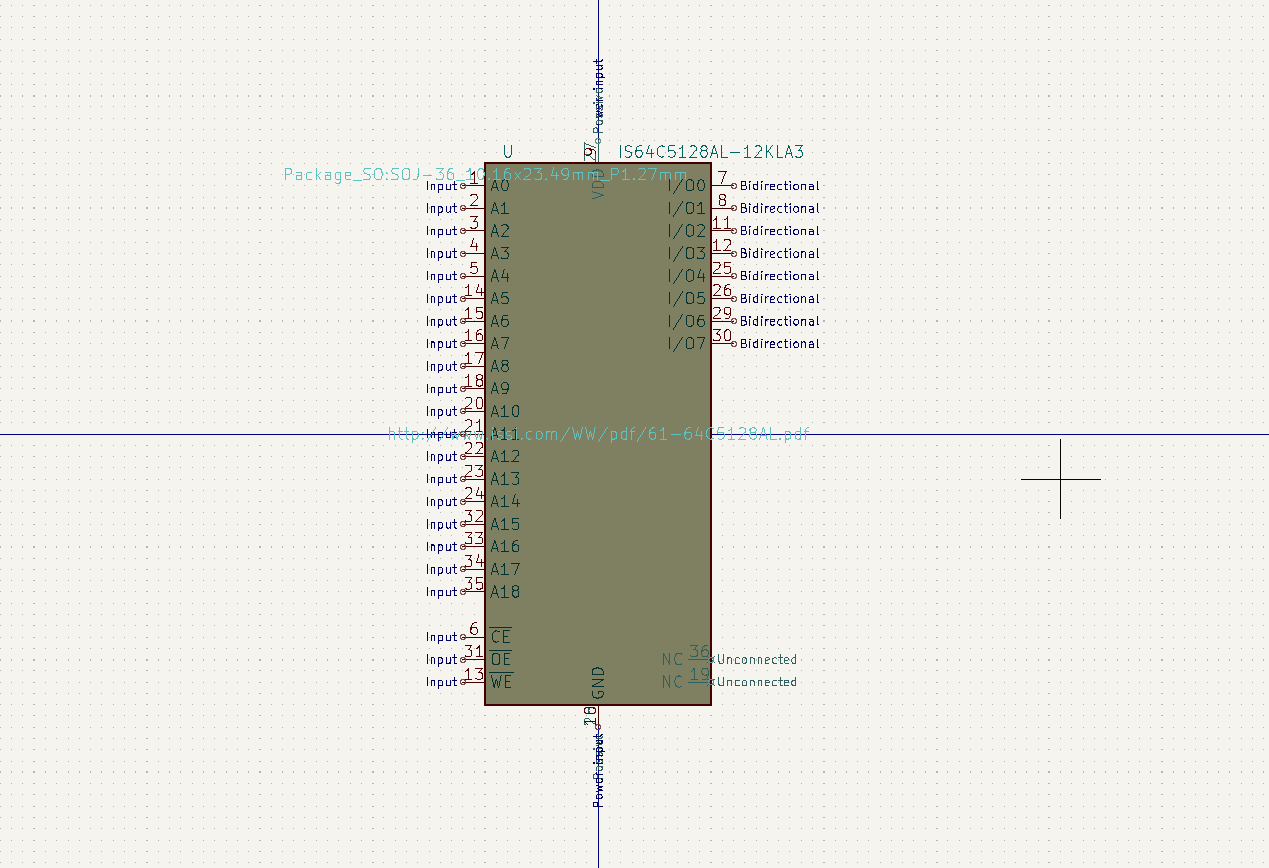 Power input
U 9 IS64C5128AL-12KLA3
Package_SO:SOJ-36_10.16x23.49mm_P1.27mm
VDD
Input 1 A0 I/O0 7 Bidirectional
Input 2 A1 I/O1 8 Bidirectional
Input 3 A2 I/O2 11 Bidirectional
Input 4 A3 I/O3 12 Bidirectional
Input 5 A4 I/O4 25 Bidirectional
Input 14 A5 I/O5 26 Bidirectional
Input 15 A6 I/O6 29 Bidirectional
Input 16 A7 I/O7 30 Bidirectional
Input 17 A8
Input 18 A9
Input 20 A10
Input 21 A11
http://www.issi.com/WW/pdf/61-64C5128AL.pdf
Input 22 A12
Input 23 A13
Input 24 A14
Input 32 A15
Input 33 A16
Input 34 A17
Input 35 A18
Input 6 CE
Input 31 OE NC 36 Unconnected
Input 13 WE NC 19 Unconnected
GND
10
Power input